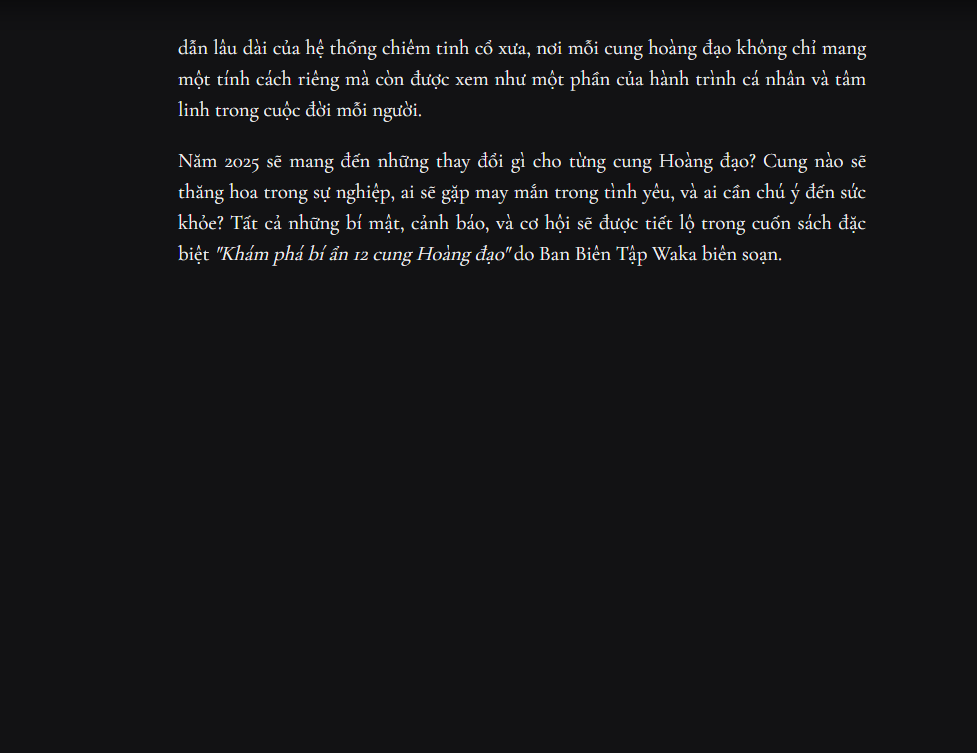 dẫn lâu dài của hệ thống chiêm tinh cổ xưa, nơi mỗi cung hoàng đạo không chỉ mang
một tính cách riêng mà còn được xem như một phần của hành trình cá nhân và tâm
linh trong cuộc đời mỗi người.
Năm 2025 sẽ mang đến những thay đổi gì cho từng cung Hoàng đạo? Cung nào sẽ
thăng hoa trong sự nghiệp, ai sẽ gặp may mắn trong tình yêu, và ai cần chú ý đến sức
khỏe? Tất cả những bí mật, cảnh báo, và cơ hội sẽ được tiết lộ trong cuốn sách đặc
biệt "Khám phá bí ẩn 12 cung Hoàng đạo" do Ban Biên Tập Waka biên soạn.